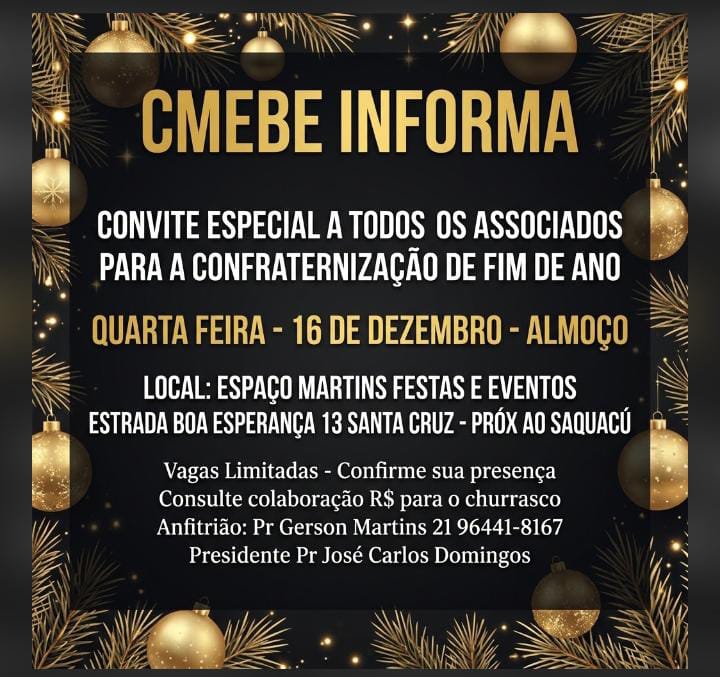 CMEBE INFORMA
CONVITE ESPECIAL A TODOS OS ASSOCIADOS
PARA A CONFRATERNIZAÇÃO DE FIM DE ANO
QUARTA FEIRA - 16 DE DEZEMBRO - ALMOÇO
LOCAL: ESPAÇO MARTINS FESTAS E EVENTOS
ESTRADA BOA ESPERANÇA 13 SANTA CRUZ - PRÓX AO SAQUACÚ
Vagas Limitadas - Confirme sua presença
Consulte colaboração R$ para o churrasco
Anfitrião: Pr Gerson Martins 21 96441-8167
Presidente Pr José Carlos Domingos